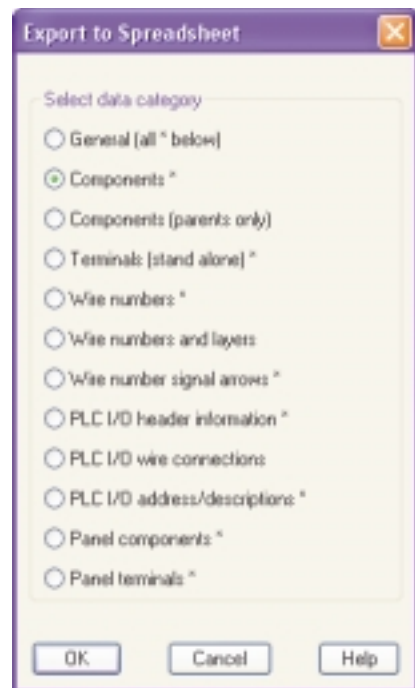 Export to Spreadsheet
Select data category
General (all * below)
Components *
Components (parents only)
Terminals (stand alone) *
Wire numbers *
Wire numbers and layers
Wire number signal arrows *
PLC I/O header information *
PLC I/O wire connections
PLC I/O address/descriptions *
Panel components *
Panel terminals *
OK Cancel Help